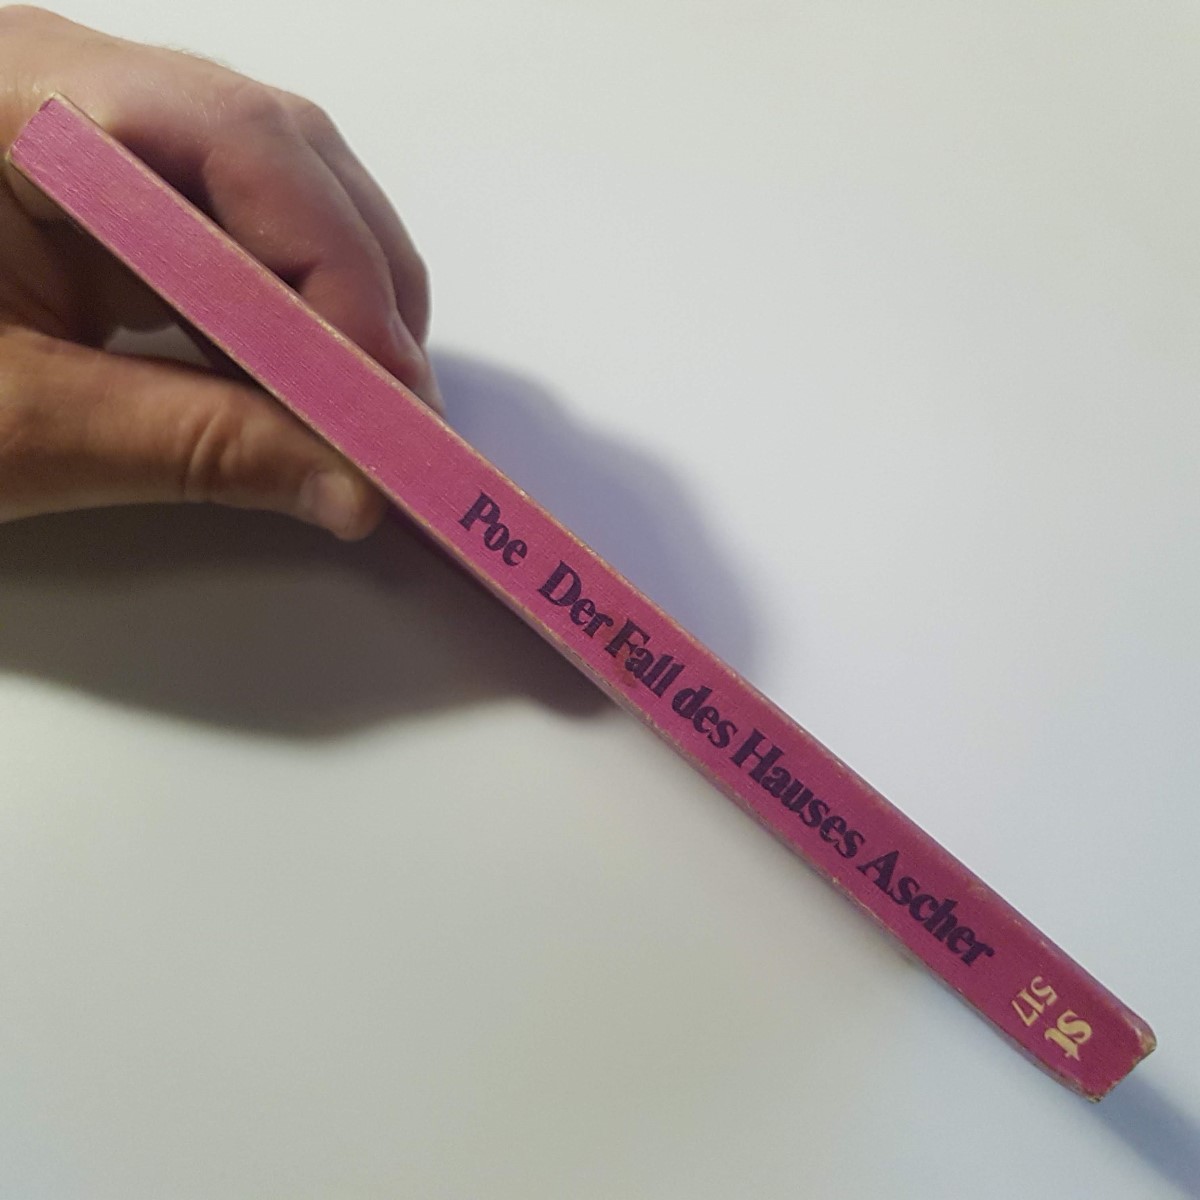 Poe Der Fall des Hauses Ascher
st
517